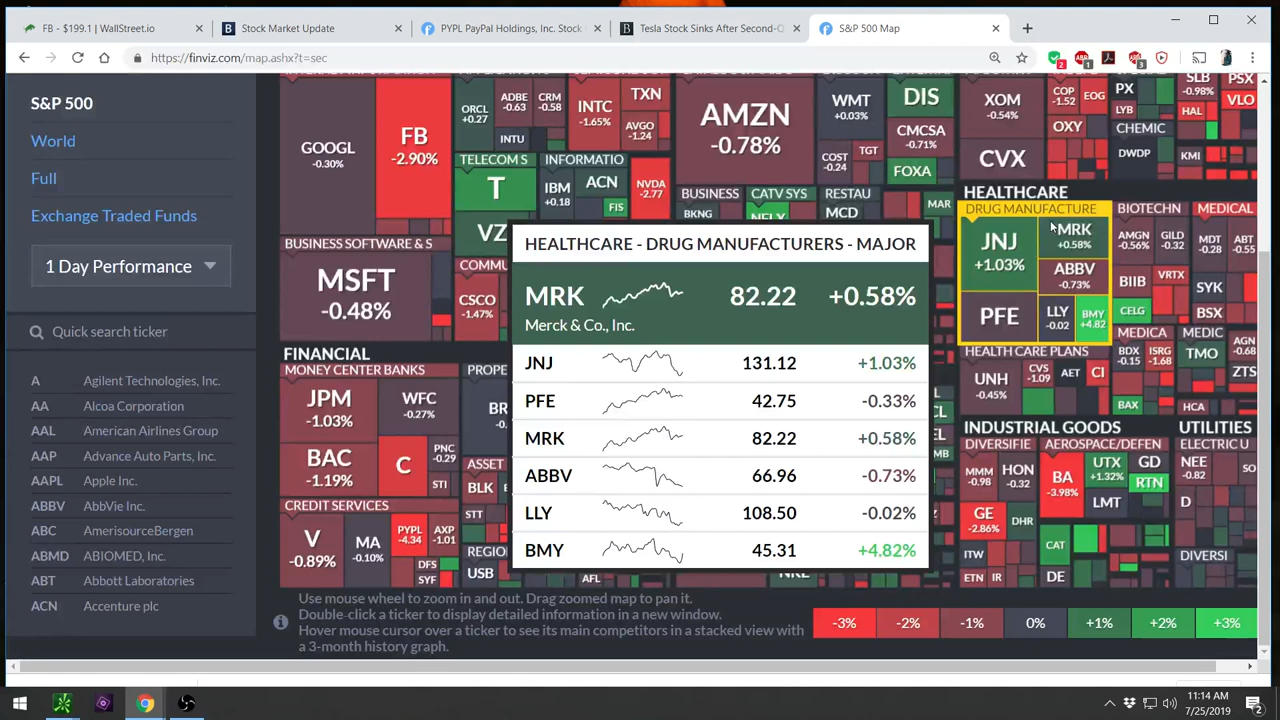 FB - $199.1 | WallStreet.io
Stock Market Update
PYPL PayPal Holdings, Inc. Stock
Tesla Stock Sinks After Second-Q
S&P 500 Map
https://finviz.com/map.ashx?t=sec
S&P 500
World
Full
Exchange Traded Funds
1 Day Performance
Quick search ticker
A Agilent Technologies, Inc.
AA Alcoa Corporation
AAL American Airlines Group
AAP Advance Auto Parts, Inc.
AAPL Apple Inc.
ABBV AbbVie Inc.
ABC AmerisourceBergen
ABMD ABIOMED, Inc.
ABT Abbott Laboratories
ACN Accenture plc
GOOGL
-0.30%
FB
-2.90%
ORCL
+0.27
ADBE
-0.63
CRM
-0.58
INTU
INTC
-1.65%
TXN
AVGO
-1.24
TELECOM S
T
VZ
INFORMATIO
IBM
+0.18
ACN
FIS
NVDA
-2.77
AMZN
-0.78%
WMT
+0.03%
COST
-0.24
TGT
DIS
CMCSA
-0.71%
FOXA
BUSINESS
BKNG
CATV SYS
NFLX
RESTAU
MCD
MAR
XOM
-0.54%
CVX
COP
-1.52
EOG
OXY
PX
LYB
CHEMIC
DWDP
SLB
-0.98%
HAL
PSX
VLO
KMI
BUSINESS SOFTWARE & S
MSFT
-0.48%
COMMU
CSCO
-1.47%
FINANCIAL
MONEY CENTER BANKS
JPM
-1.03%
WFC
-0.27%
BAC
-1.19%
C
PNC
-0.29
STI
PROPE
BR
ASSET
BLK
STT
CREDIT SERVICES
V
-0.89%
MA
-0.10%
PYPL
-4.34
AXP
-1.01
DFS
SYF
REGIO
USB
AFL
NKE
HEALTHCARE - DRUG MANUFACTURERS - MAJOR
MRK 82.22 +0.58%
Merck & Co., Inc.
JNJ 131.12 +1.03%
PFE 42.75 -0.33%
MRK 82.22 +0.58%
ABBV 66.96 -0.73%
LLY 108.50 -0.02%
BMY 45.31 +4.82%
HEALTHCARE
DRUG MANUFACTURE
JNJ
+1.03%
MRK
+0.58%
ABBV
-0.73%
PFE
LLY
-0.02
BMY
+4.82
BIOTECHN
AMGN
-0.56%
GILD
-0.32
BIIB
VRTX
CELG
MEDICAL
MDT
-0.28
ABT
-0.55
SYK
BSX
HEALTH CARE PLANS
UNH
-0.45%
CVS
-1.09
AET
CI
MEDICA
BDX
-0.15
ISRG
-1.68
BAX
MEDIC
TMO
AGN
-0.68
ZTS
HCA
INDUSTRIAL GOODS
DIVERSIFIE
MMM
-0.98
HON
-0.32
GE
-2.86%
DHR
ITW
ETN
IR
AEROSPACE/DEFEN
BA
-3.98%
UTX
+1.32%
GD
RTN
LMT
CAT
DE
UTILITIES
ELECTRIC U
NEE
-0.82
SO
D
DIVERSI
Use mouse wheel to zoom in and out. Drag zoomed map to pan it.
Double-click a ticker to display detailed information in a new window.
Hover mouse cursor over a ticker to see its main competitors in a stacked view with
a 3-month history graph.
-3% -2% -1% 0% +1% +2% +3%
11:14 AM
7/25/2019